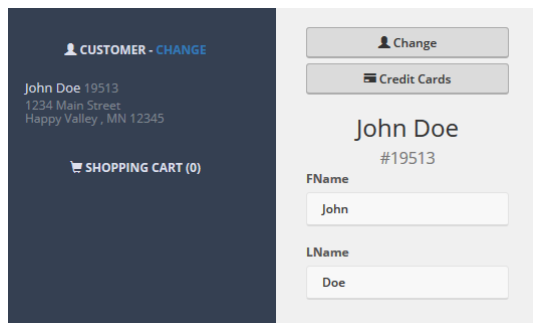 CUSTOMER - CHANGE
John Doe 19513
1234 Main Street
Happy Valley , MN 12345
SHOPPING CART (0)
Change
Credit Cards
John Doe
#19513
FName
John
LName
Doe